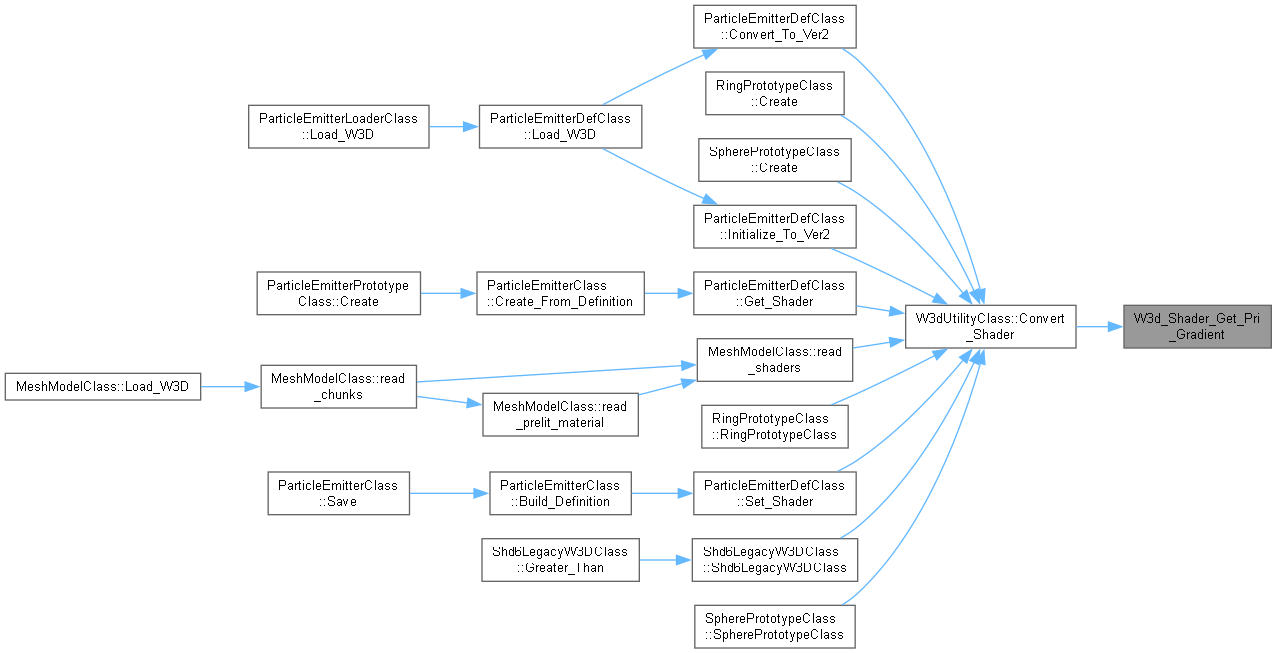 ParticleEmitterDefClass
::Convert_To_Ver2
RingPrototypeClass
::Create
ParticleEmitterLoaderClass
::Load_W3D
ParticleEmitterDefClass
::Load_W3D
SpherePrototypeClass
::Create
ParticleEmitterDefClass
::Initialize_To_Ver2
ParticleEmitterPrototype
Class::Create
ParticleEmitterClass
::Create_From_Definition
ParticleEmitterDefClass
::Get_Shader
W3dUtilityClass::Convert
_Shader
W3d_Shader_Get_Pri
_Gradient
MeshModelClass::read
_shaders
MeshModelClass::Load_W3D
MeshModelClass::read
_chunks
MeshModelClass::read
_prelit_material
RingPrototypeClass
::RingPrototypeClass
ParticleEmitterClass
::Save
ParticleEmitterClass
::Build_Definition
ParticleEmitterDefClass
::Set_Shader
Shd6LegacyW3DClass
::Greater_Than
Shd6LegacyW3DClass
::Shd6LegacyW3DClass
SpherePrototypeClass
::SpherePrototypeClass